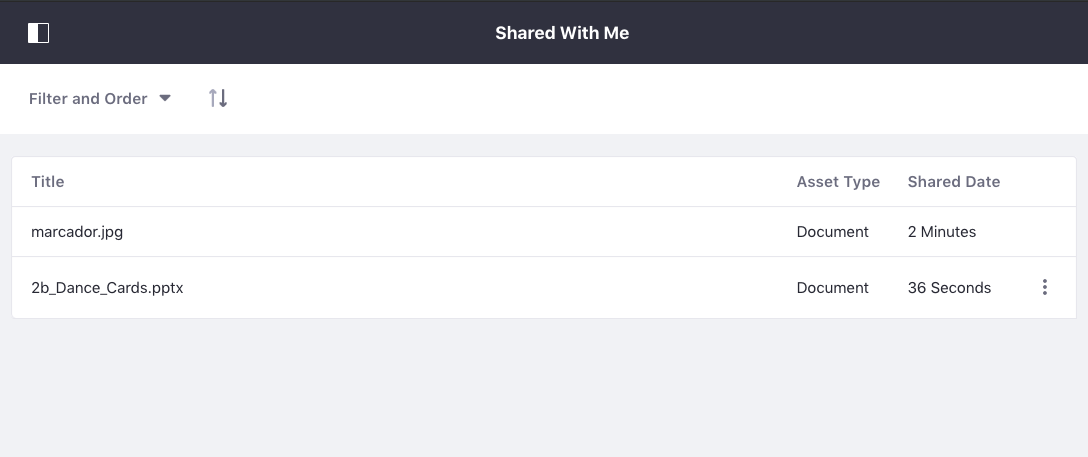 Shared With Me
Filter and Order
Title Asset Type Shared Date
marcador.jpg Document 2 Minutes
2b_Dance_Cards.pptx Document 36 Seconds